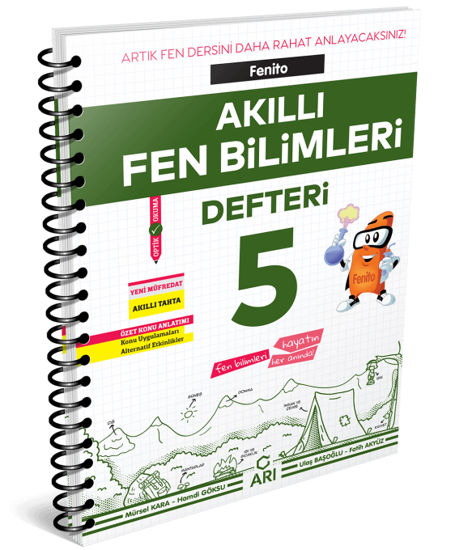 ARTIK FEN DERSİNİ DAHA RAHAT ANLAYACAKSINIZ!
Fenito
AKILLI
FEN BİLİMLERİ
DEFTERİ
5
OPTİK OKUMA
Fenito
YENİ MÜFREDAT
AKILLI TAHTA
ÖZET KONU ANLATIMI
Konu Uygulamaları
Alternatif Etkinlikler
fen bilimleri
hayatın
her anında!
Mürsel KARA - Hamdi GÖKSU
ARI
Ulaş BAŞOĞLU - Fatih AKYÜZ